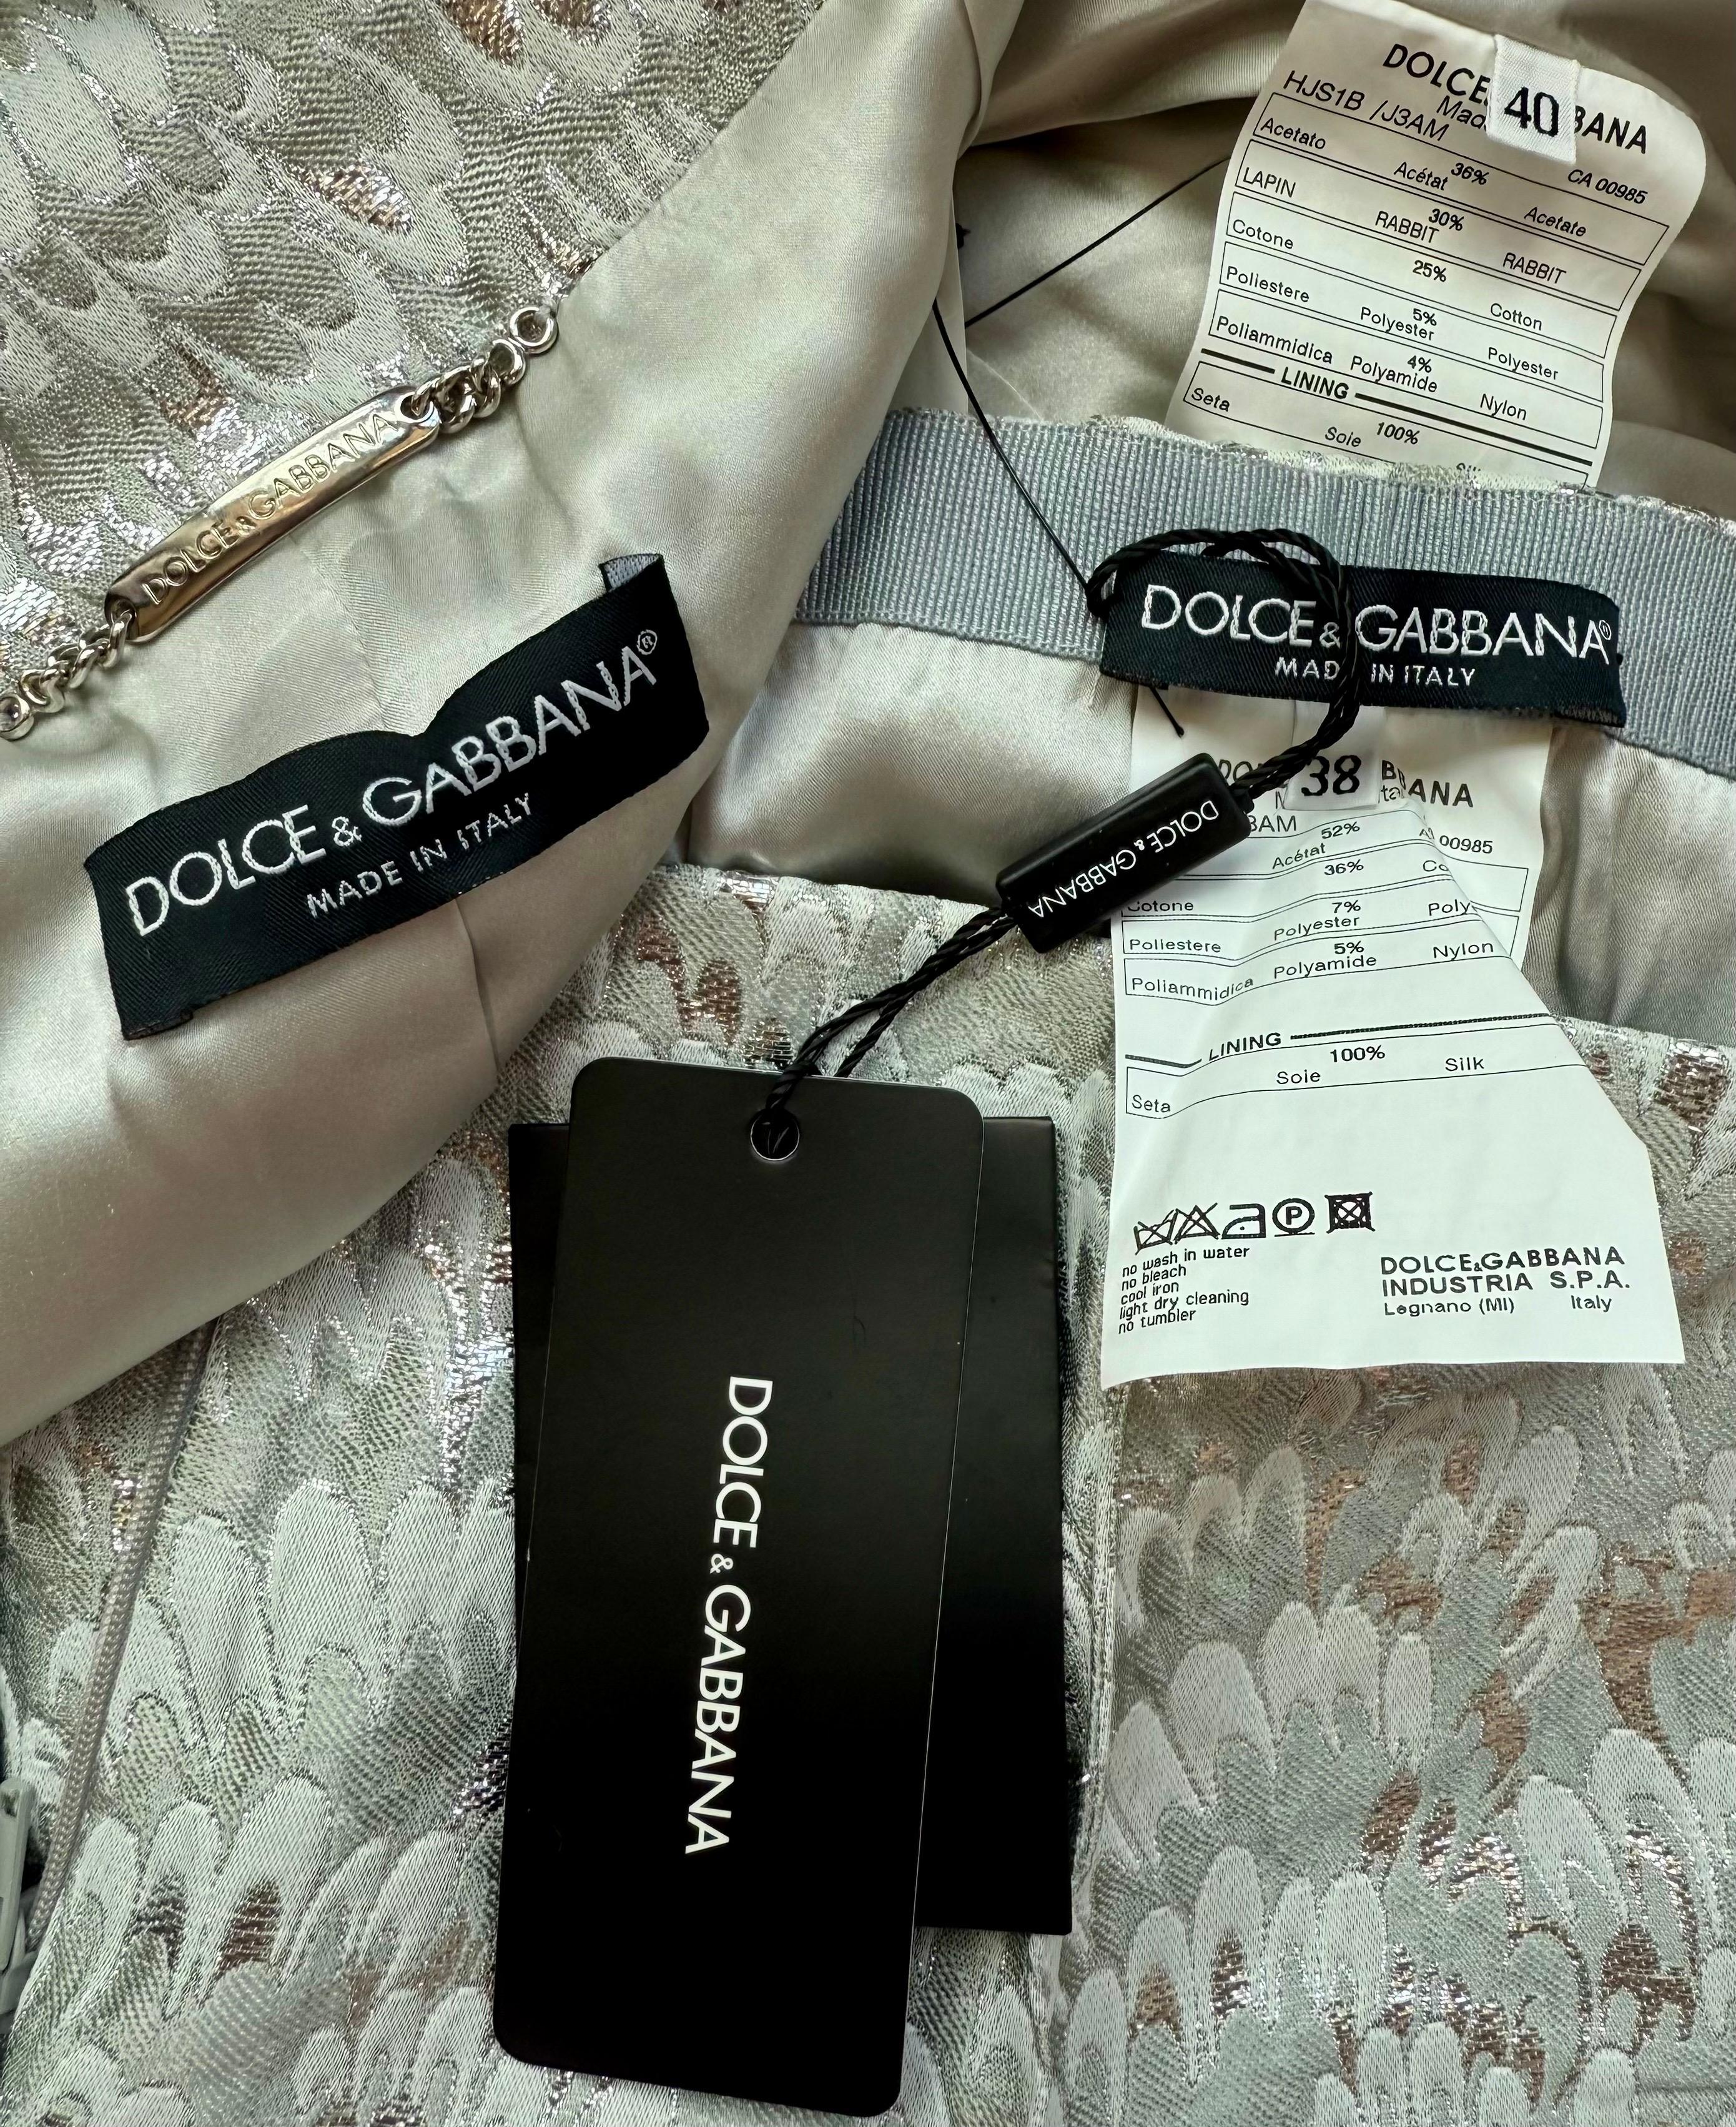 DOLCE
40
BANA
Made
HJS1B /J3AM
CA 00985
36%
Acetato Acétat Acetate
30%
LAPIN RABBIT RABBIT
25%
Cotone Cotton
5%
Poliestere Polyester Polyester
4%
Poliammidica Polyamide Nylon
LINING
100%
Seta Soie
DOLCE&GABBANA
DOLCE&GABBANA®
MADE IN ITALY
DOLCE&GABBANA®
MADE IN ITALY
38
BANA
3AM
00985
52%
Acétat
36%
Cotone
7%
Poliestere Polyester Poly
5%
Poliammidica Polyamide Nylon
LINING
100%
Seta Soie Silk
DOLCE&GABBANA
P
no wash in water
no bleach
cool iron
light dry cleaning
no tumbler
DOLCE&GABBANA
INDUSTRIA S.P.A.
Legnano (MI) Italy
DOLCE&GABBANA